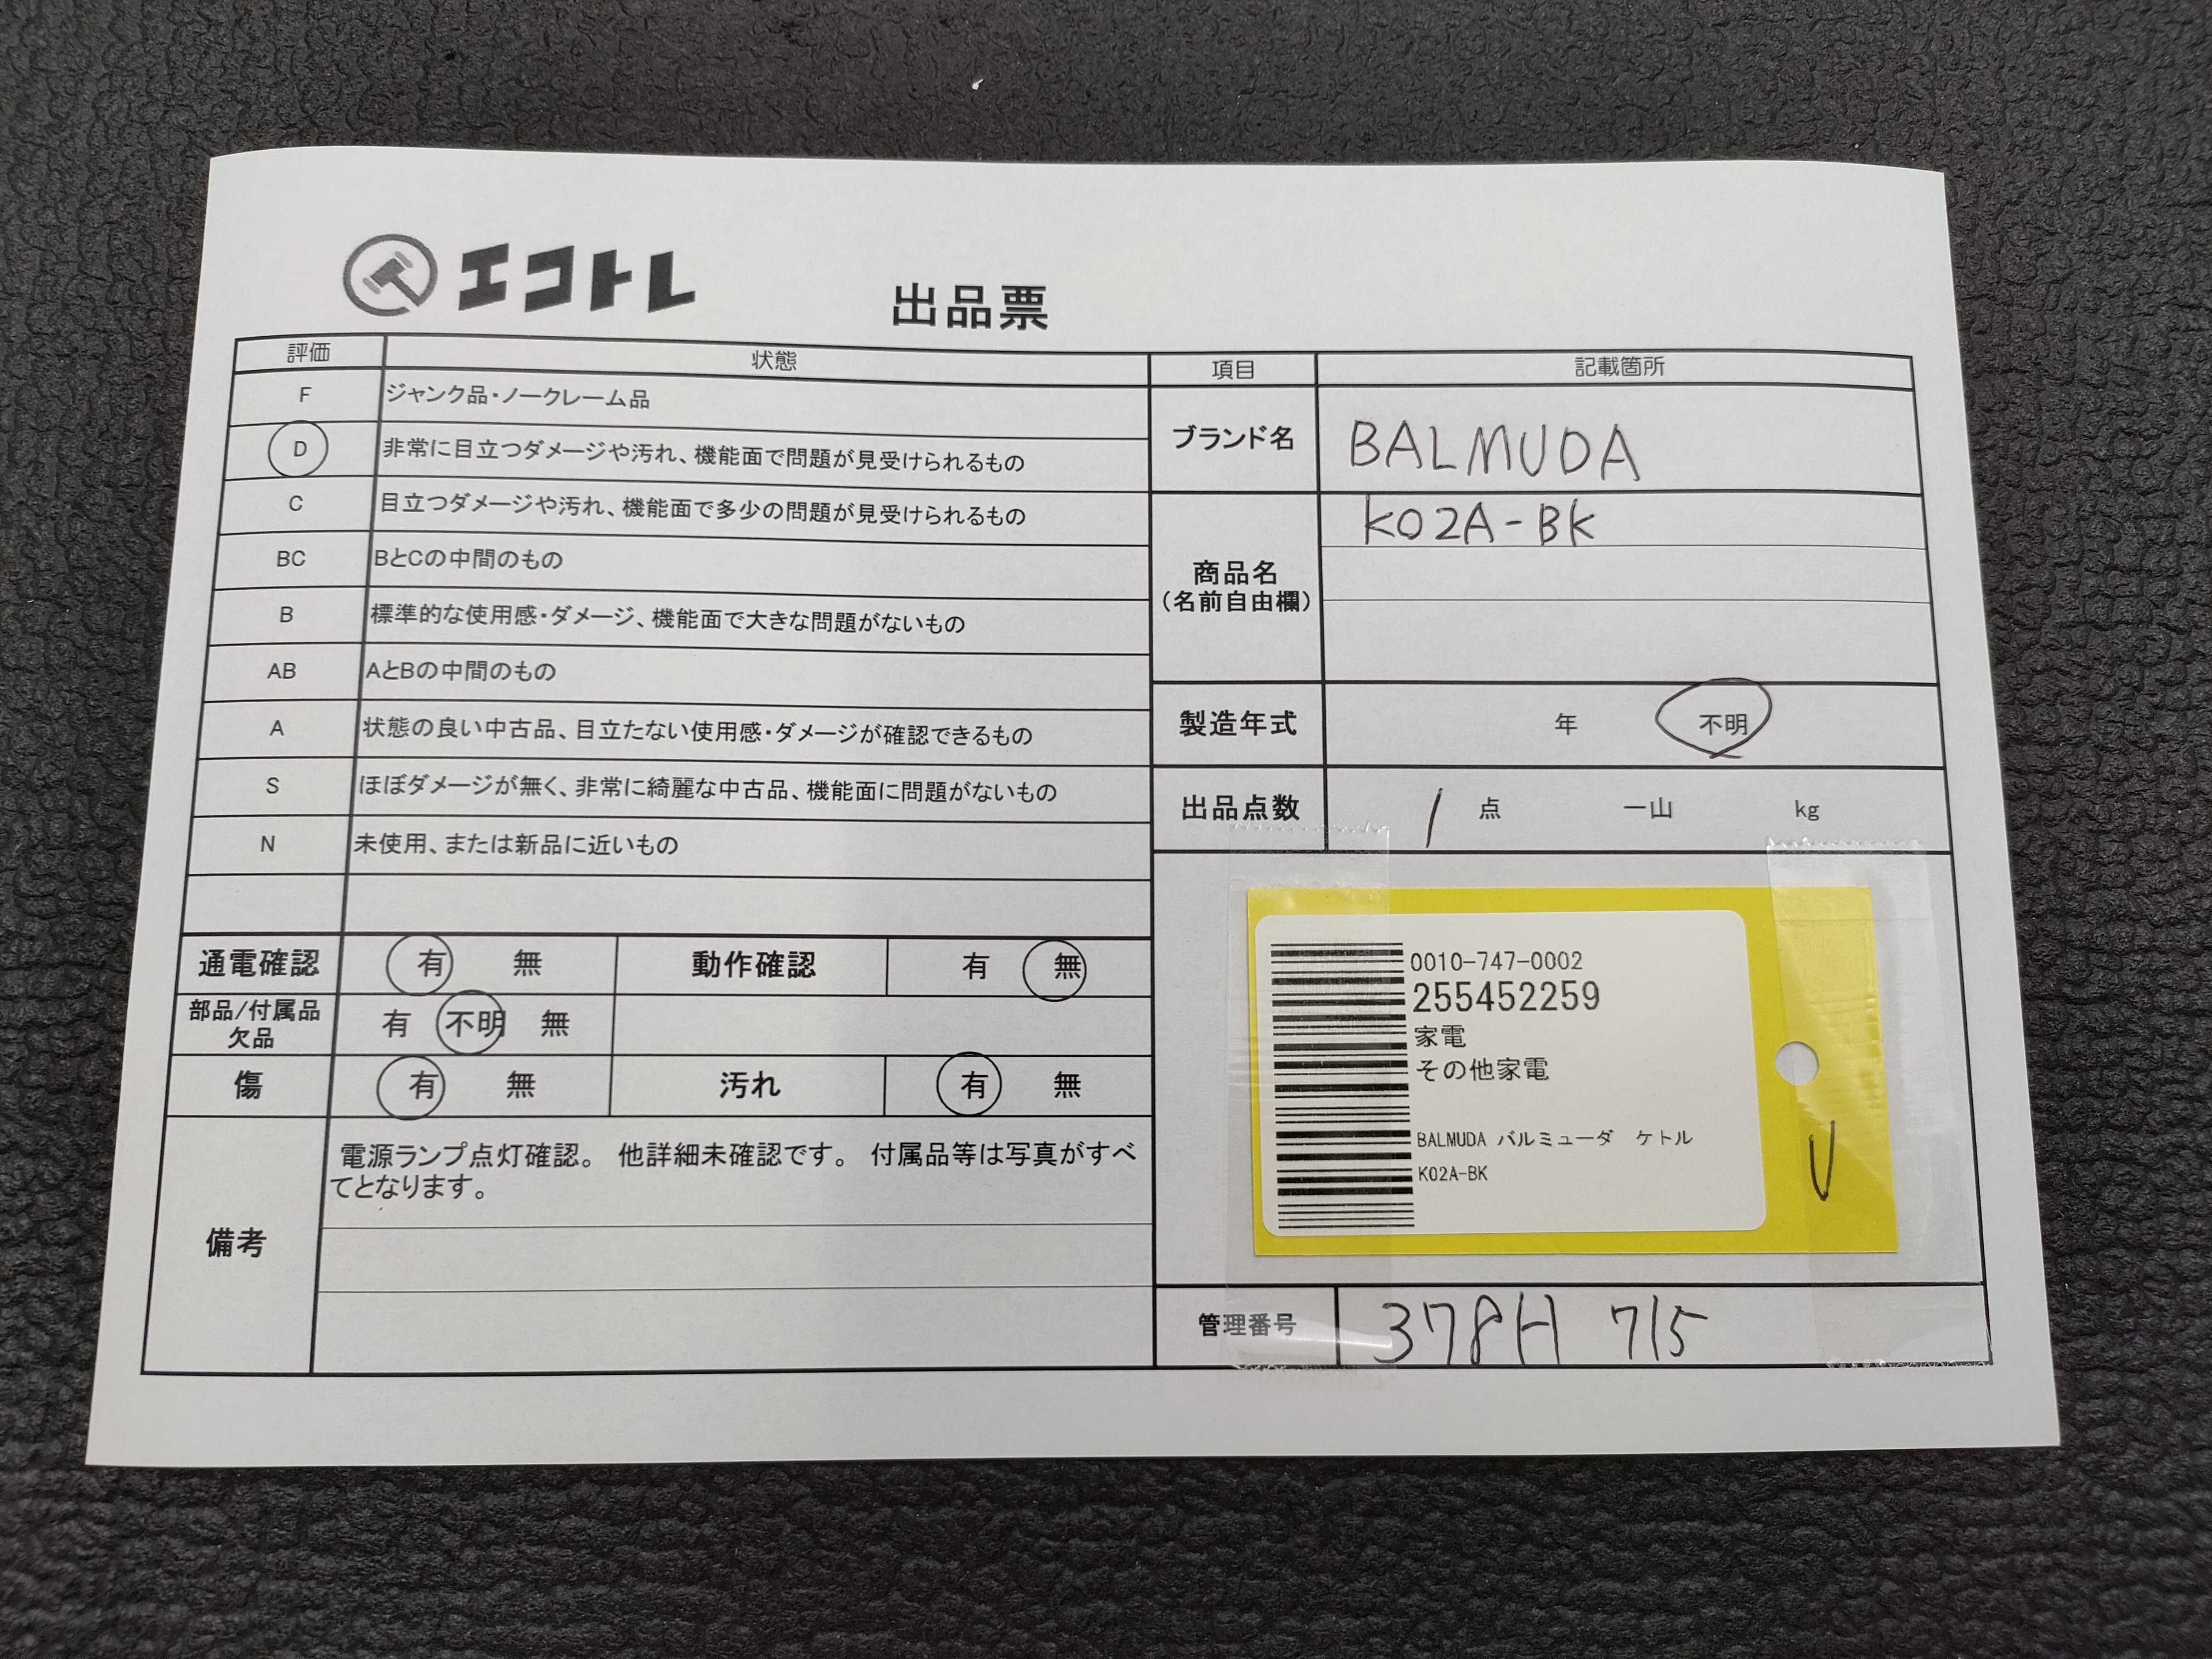 エコトレ
出品票
評価 状態
F ジャンク品・ノークレーム品
D 非常に目立つダメージや汚れ、機能面で問題が見受けられるもの
C 目立つダメージや汚れ、機能面で多少の問題が見受けられるもの
BC BとCの中間のもの
B 標準的な使用感・ダメージ、機能面で大きな問題がないもの
AB AとBの中間のもの
A 状態の良い中古品、目立たない使用感・ダメージが確認できるもの
S ほぼダメージが無く、非常に綺麗な中古品、機能面に問題がないもの
N 未使用、または新品に近いもの
通電確認 有 無 動作確認 有 無
部品/付属品
欠品
有 不明 無
傷 有 無 汚れ 有 無
備考
電源ランプ点灯確認。 他詳細未確認です。 付属品等は写真がすべ
てとなります。
項目 記載箇所
ブランド名 BALMUDA
商品名
(名前自由欄)
K02A-BK
製造年式 年 不明
出品点数 1 点 一山 kg
0010-747-0002
255452259
家電
その他家電
BALMUDA バルミューダ ケトル
K02A-BK
管理番号 378H 715